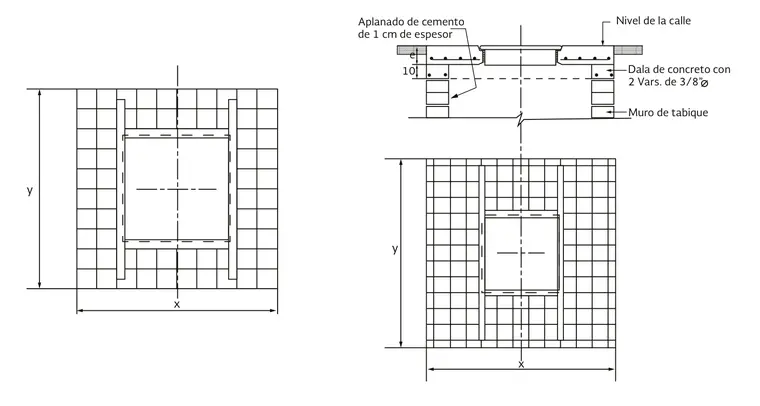 Aplanado de cemento
de 1 cm de espesor
Nivel de la calle
e
10
Dala de concreto con
2 Vars. de 3/8"⌀
Muro de tabique
y
x
y
x